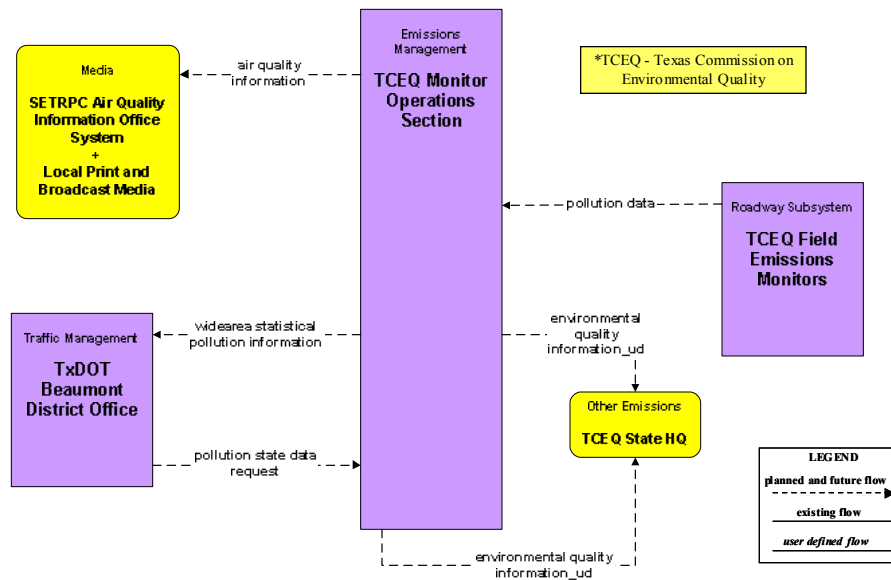 Emissions
Management
TCEQ Monitor
Operations
Section
air quality
information
Media
SETRPC Air Quality
Information Office
System
+
Local Print and
Broadcast Media
*TCEQ - Texas Commission on
Environmental Quality
pollution data
Roadway Subsystem
TCEQ Field
Emissions
Monitors
widearea statistical
pollution information
Traffic Management
TxDOT
Beaumont
District Office
environmental
quality
information_ud
Other Emissions
TCEQ State HQ
pollution state data
request
environmental quality
information_ud
LEGEND
planned and future flow
existing flow
user defined flow